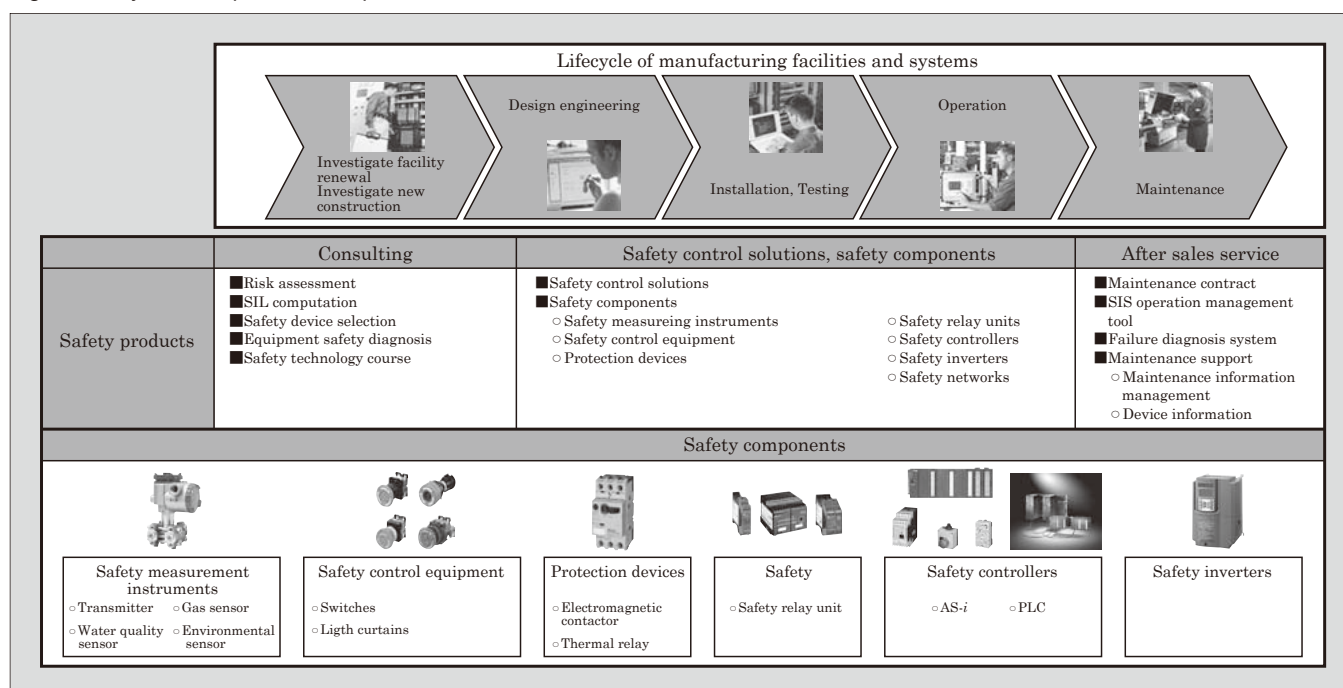 Lifecycle of manufacturing facilities and systems
Investigate facility
renewal
Investigate new
construction
Design engineering
Installation, Testing
Operation
Maintenance
Consulting
Safety control solutions, safety components
After sales service
Safety products
■Risk assessment
■SIL computation
■Safety device selection
■Equipment safety diagnosis
■Safety technology course
■Safety control solutions
■Safety components
○Safety measureing instruments
○Safety control equipment
○Protection devices
○Safety relay units
○Safety controllers
○Safety inverters
○Safety networks
■Maintenance contract
■SIS operation management
tool
■Failure diagnosis system
■Maintenance support
○Maintenance information
management
○Device information
Safety components
Safety measurement
instruments
○Transmitter
○Gas sensor
○Water quality
sensor
○Environmental
sensor
Safety control equipment
○Switches
○Ligth curtains
Protection devices
○Electromagnetic
contactor
○Thermal relay
Safety
○Safety relay unit
Safety controllers
○AS-i
○PLC
Safety inverters